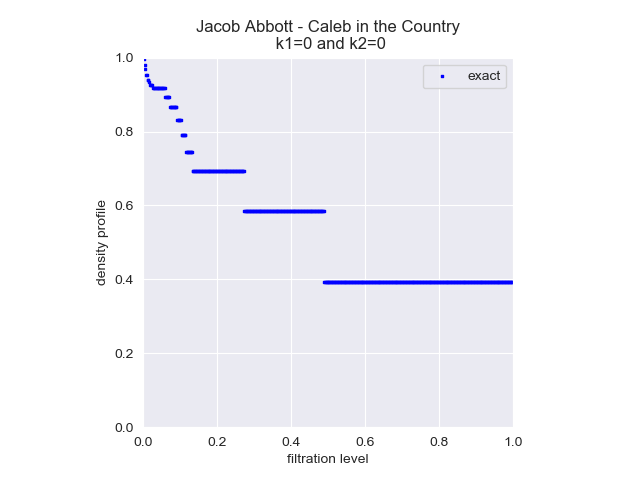 Jacob Abbott - Caleb in the Country
k1=0 and k2=0
exact
1.0
0.8
0.6
0.4
0.2
0.0
density profile
0.0 0.2 0.4 0.6 0.8 1.0
filtration level